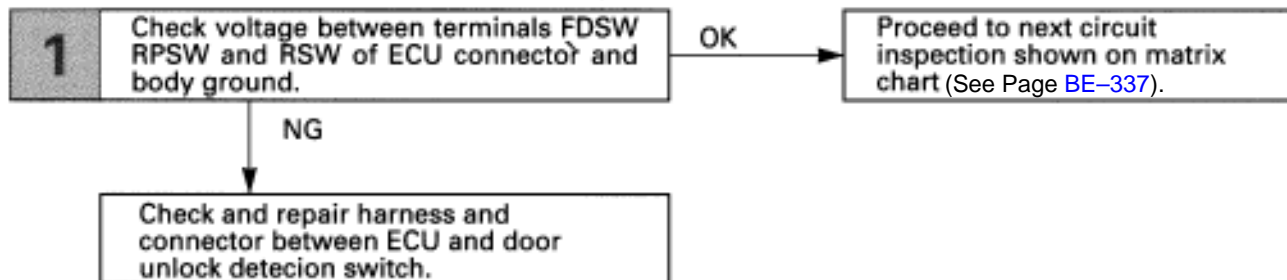 1
Check voltage between terminals FDSW
RPSW and RSW of ECU connector and
body ground.
OK
Proceed to next circuit
inspection shown on matrix
chart (See Page BE–337).
NG
Check and repair harness and
connector between ECU and door
unlock detecion switch.